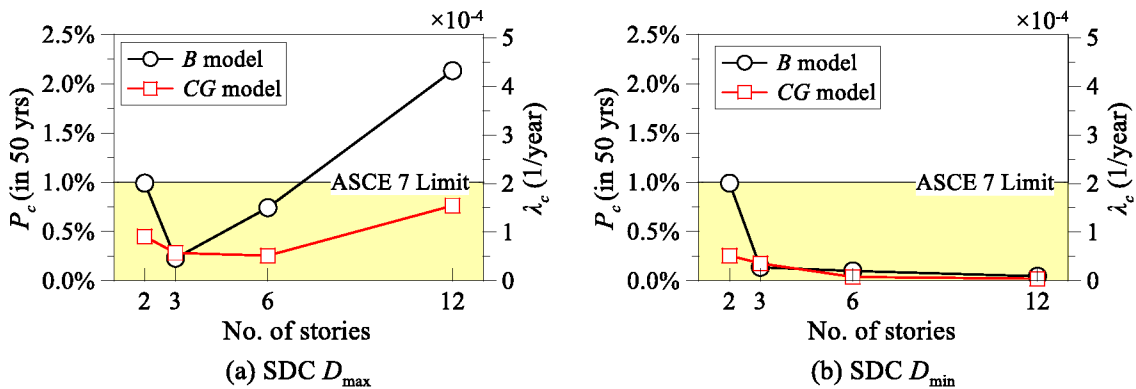 ×10⁻⁴
2.5%
2.0%
1.5%
1.0%
0.5%
0.0%
P_c (in 50 yrs)
B model
CG model
ASCE 7 Limit
5
4
3
2
1
0
λ_c (1/year)
2 3 6 12
No. of stories
(a) SDC D_max
×10⁻⁴
2.5%
2.0%
1.5%
1.0%
0.5%
0.0%
P_c (in 50 yrs)
B model
CG model
ASCE 7 Limit
5
4
3
2
1
0
λ_c (1/year)
2 3 6 12
No. of stories
(b) SDC D_min